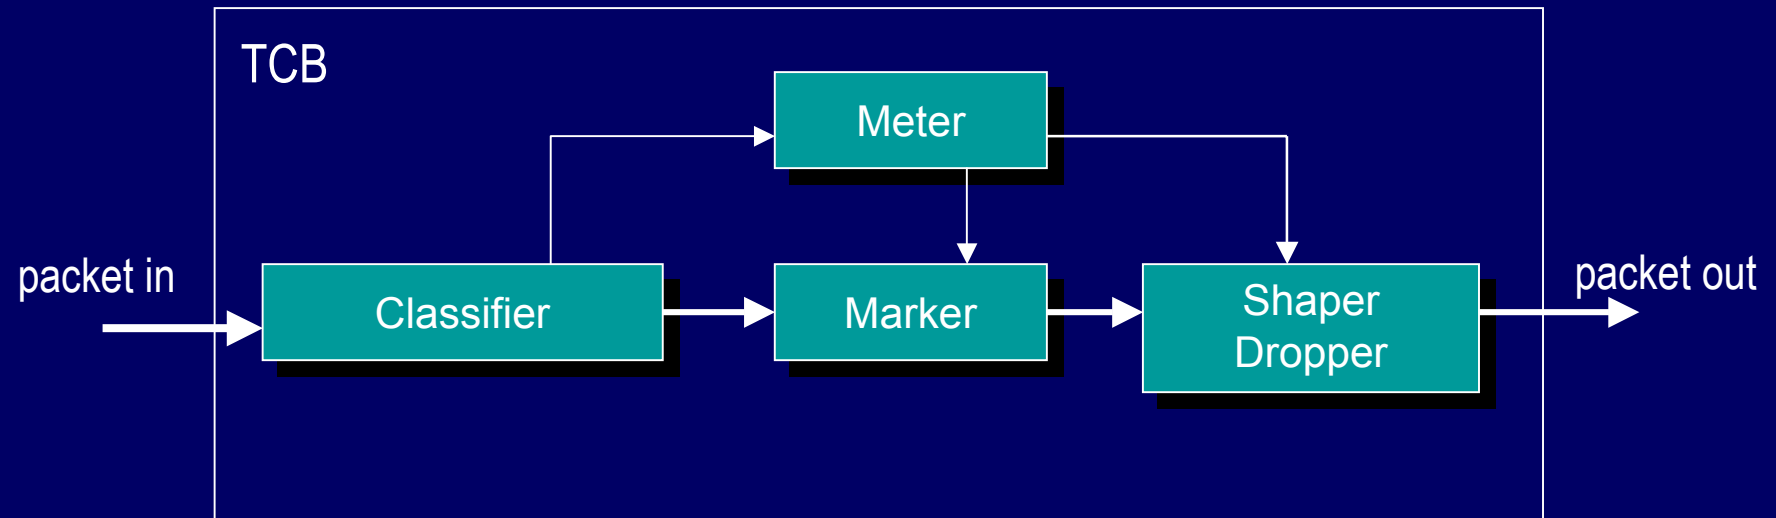 TCB
Meter
packet in
Classifier
Marker
Shaper
Dropper
packet out